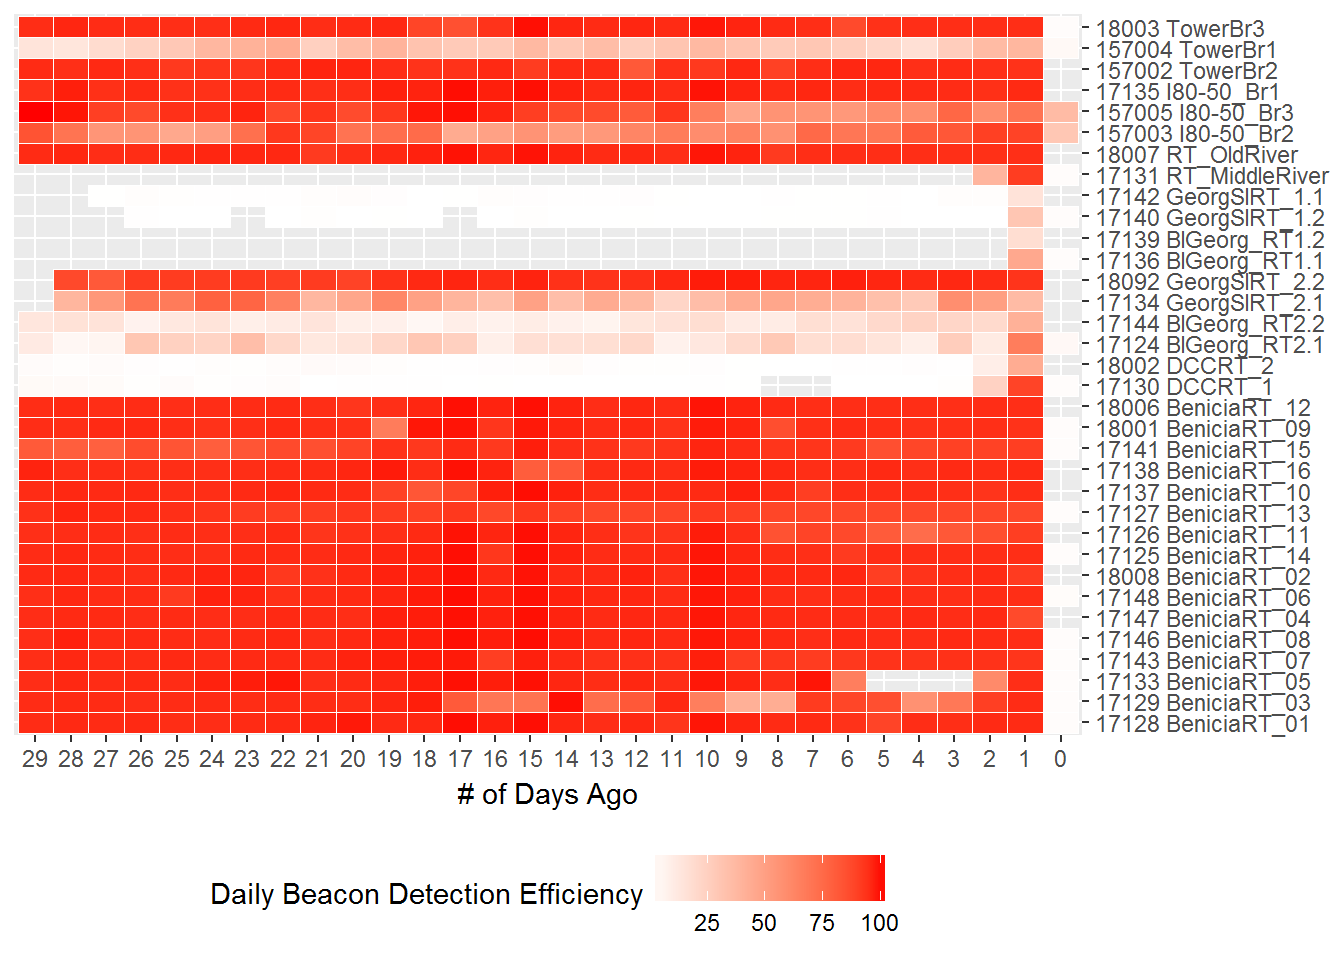 18003 TowerBr3
157004 TowerBr1
157002 TowerBr2
17135 I80-50_Br1
157005 I80-50_Br3
157003 I80-50_Br2
18007 RT_OldRiver
17131 RT_MiddleRiver
17142 GeorgSlRT_1.1
17140 GeorgSlRT_1.2
17139 BlGeorg_RT1.2
17136 BlGeorg_RT1.1
18092 GeorgSlRT_2.2
17134 GeorgSlRT_2.1
17144 BlGeorg_RT2.2
17124 BlGeorg_RT2.1
18002 DCCRT_2
17130 DCCRT_1
18006 BeniciaRT_12
18001 BeniciaRT_09
17141 BeniciaRT_15
17138 BeniciaRT_16
17137 BeniciaRT_10
17127 BeniciaRT_13
17126 BeniciaRT_11
17125 BeniciaRT_14
18008 BeniciaRT_02
17148 BeniciaRT_06
17147 BeniciaRT_04
17146 BeniciaRT_08
17143 BeniciaRT_07
17133 BeniciaRT_05
17129 BeniciaRT_03
17128 BeniciaRT_01
29 28 27 26 25 24 23 22 21 20 19 18 17 16 15 14 13 12 11 10 9 8 7 6 5 4 3 2 1 0
# of Days Ago
Daily Beacon Detection Efficiency
25 50 75 100